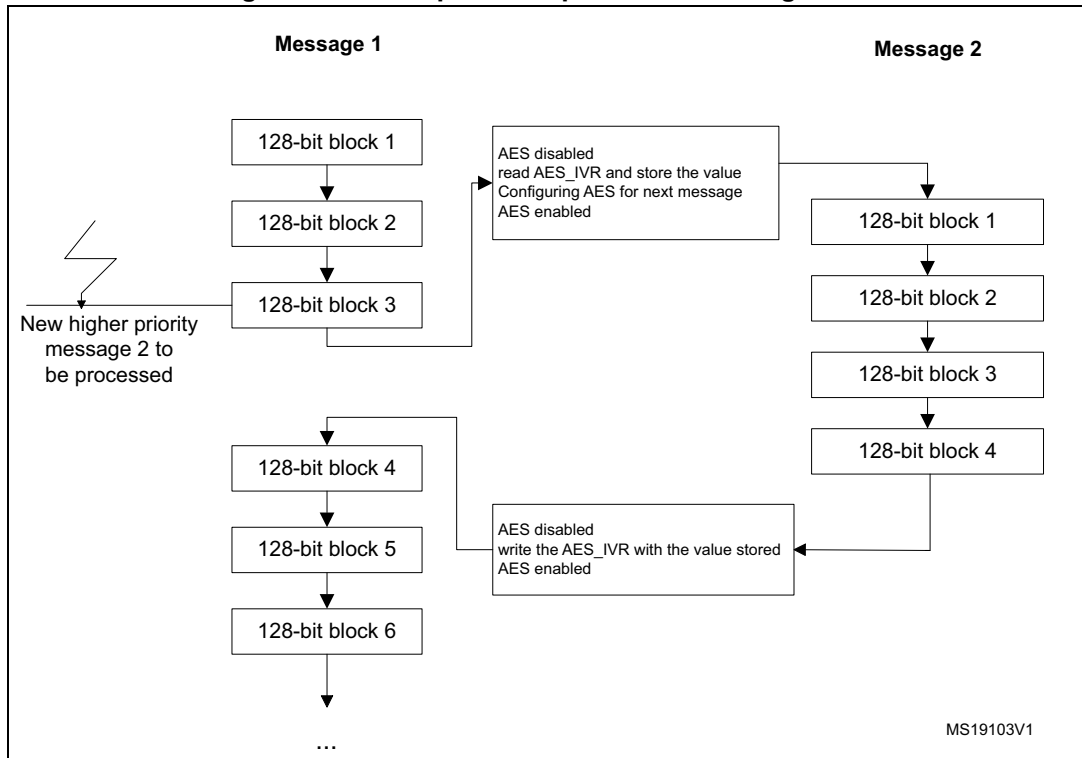 Message 1
Message 2
128-bit block 1
128-bit block 2
128-bit block 3
New higher priority
message 2 to
be processed
AES disabled
read AES_IVR and store the value
Configuring AES for next message
AES enabled
128-bit block 1
128-bit block 2
128-bit block 3
128-bit block 4
AES disabled
write the AES_IVR with the value stored
AES enabled
128-bit block 4
128-bit block 5
128-bit block 6
...
MS19103V1